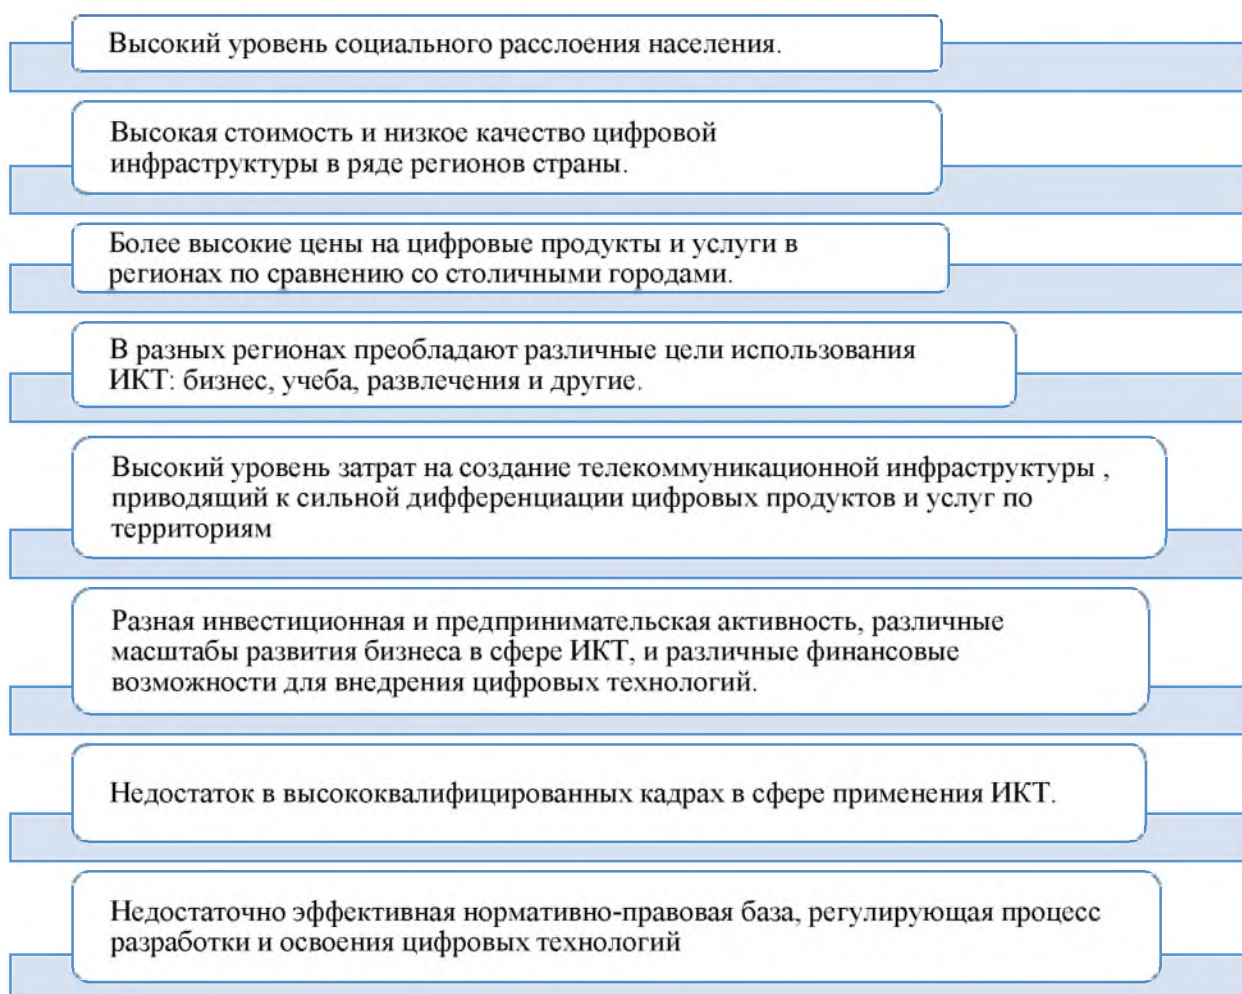 Высокий уровень социального расслоения населения.
Высокая стоимость и низкое качество цифровой
инфраструктуры в ряде регионов страны.
Более высокие цены на цифровые продукты и услуги в
регионах по сравнению со столичными городами.
В разных регионах преобладают различные цели использования
ИКТ: бизнес, учеба, развлечения и другие.
Высокий уровень затрат на создание телекоммуникационной инфраструктуры ,
приводящий к сильной дифференциации цифровых продуктов и услуг по
территориям
Разная инвестиционная и предпринимательская активность, различные
масштабы развития бизнеса в сфере ИКТ, и различные финансовые
возможности для внедрения цифровых технологий.
Недостаток в высококвалифицированных кадрах в сфере применения ИКТ.
Недостаточно эффективная нормативно-правовая база, регулирующая процесс
разработки и освоения цифровых технологий